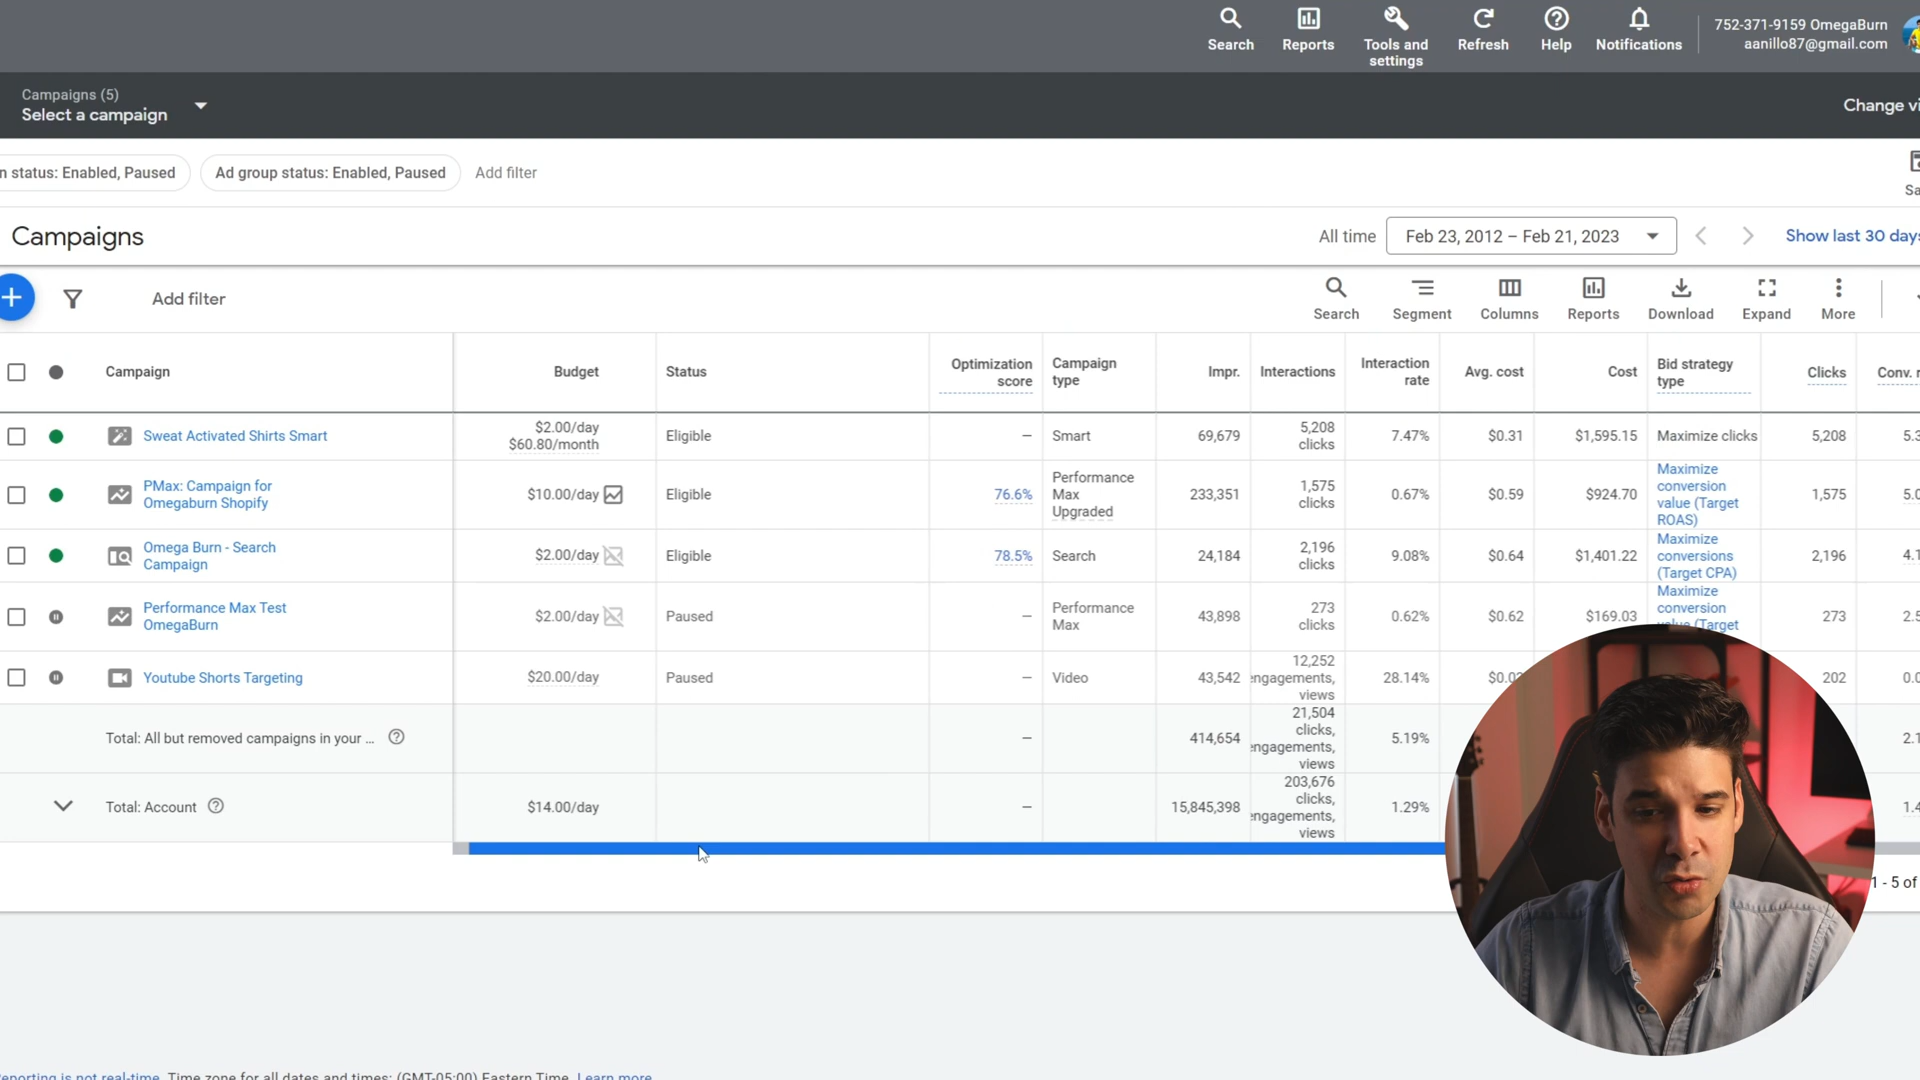 Search
Reports
Tools and settings
Refresh
Help
Notifications
752-371-9159 OmegaBurn
aanillo87@gmail.com
Campaigns (5)
Select a campaign
Change vi
n status: Enabled, Paused
Ad group status: Enabled, Paused
Add filter
Sa
Campaigns
All time
Feb 23, 2012 – Feb 21, 2023
Show last 30 days
Add filter
Search
Segment
Columns
Reports
Download
Expand
More
Campaign
Budget
Status
Optimization score
Campaign type
Impr.
Interactions
Interaction rate
Avg. cost
Cost
Bid strategy type
Clicks
Conv. r
Sweat Activated Shirts Smart
$2.00/day
$60.80/month
Eligible
–
Smart
69,679
5,208 clicks
7.47%
$0.31
$1,595.15
Maximize clicks
5,208
5.3
PMax: Campaign for Omegaburn Shopify
$10.00/day
Eligible
76.6%
Performance Max Upgraded
233,351
1,575 clicks
0.67%
$0.59
$924.70
Maximize conversion value (Target ROAS)
1,575
5.0
Omega Burn - Search Campaign
$2.00/day
Eligible
78.5%
Search
24,184
2,196 clicks
9.08%
$0.64
$1,401.22
Maximize conversions (Target CPA)
2,196
4.1
Performance Max Test OmegaBurn
$2.00/day
Paused
–
Performance Max
43,898
273 clicks
0.62%
$0.62
$169.03
Maximize conversion value (Target
273
2.5
Youtube Shorts Targeting
$20.00/day
Paused
–
Video
43,542
12,252 engagements, views
28.14%
$0.0
202
0.0
Total: All but removed campaigns in your ...
–
414,654
21,504 clicks, engagements, views
5.19%
2.1
Total: Account
$14.00/day
–
15,845,398
203,676 clicks, engagements, views
1.29%
1.4
1 - 5 of
eporting is not real-time. Time zone for all dates and times: (GMT-05:00) Eastern Time. Learn more